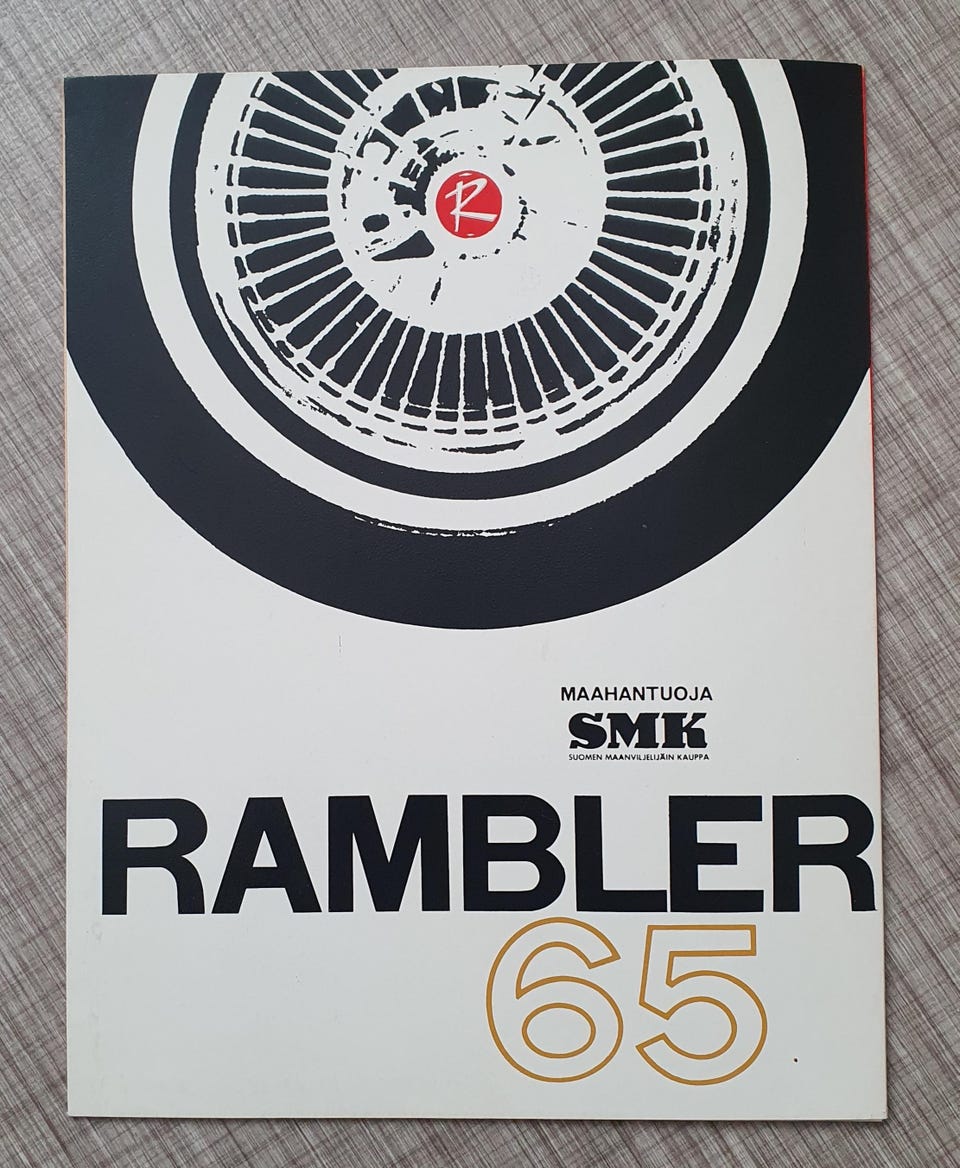 R
MAAHANTUOJA
SMK
SUOMEN MAANVILJELIJÄIN KAUPPA
RAMBLER
65